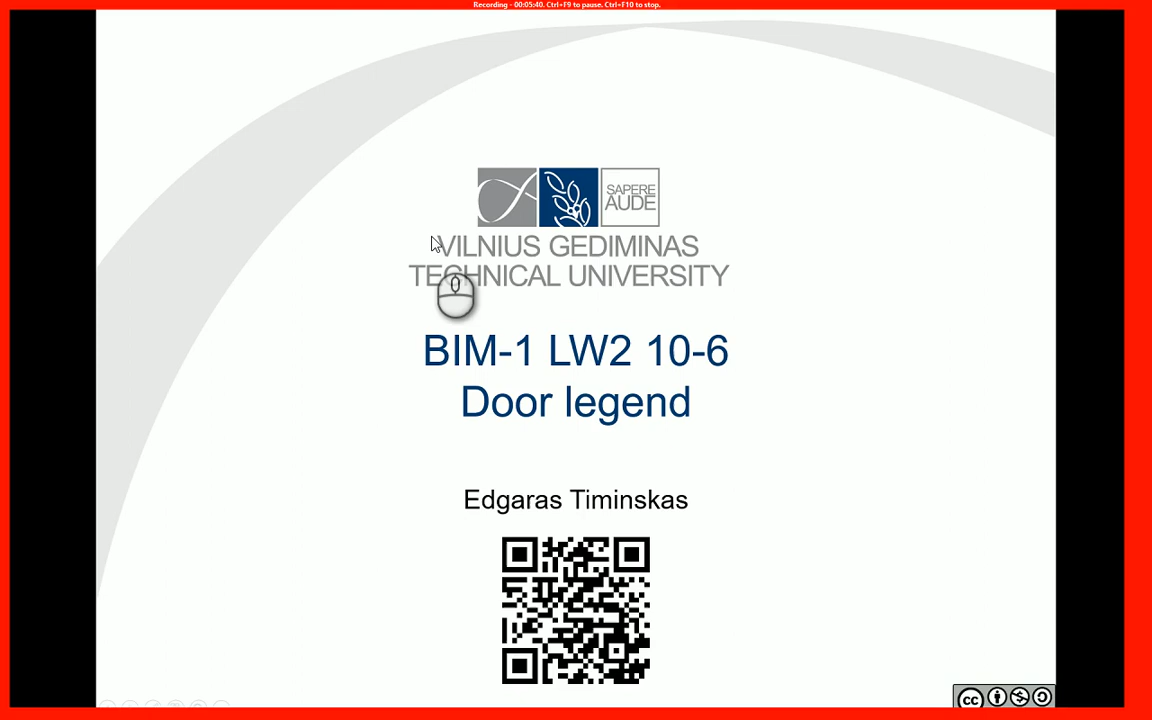 Recording - 00:05:40. Ctrl+F9 to pause. Ctrl+F10 to stop.
SAPERE
AUDE
VILNIUS GEDIMINAS
TECHNICAL UNIVERSITY
BIM-1 LW2 10-6
Door legend
Edgaras Timinskas
cc